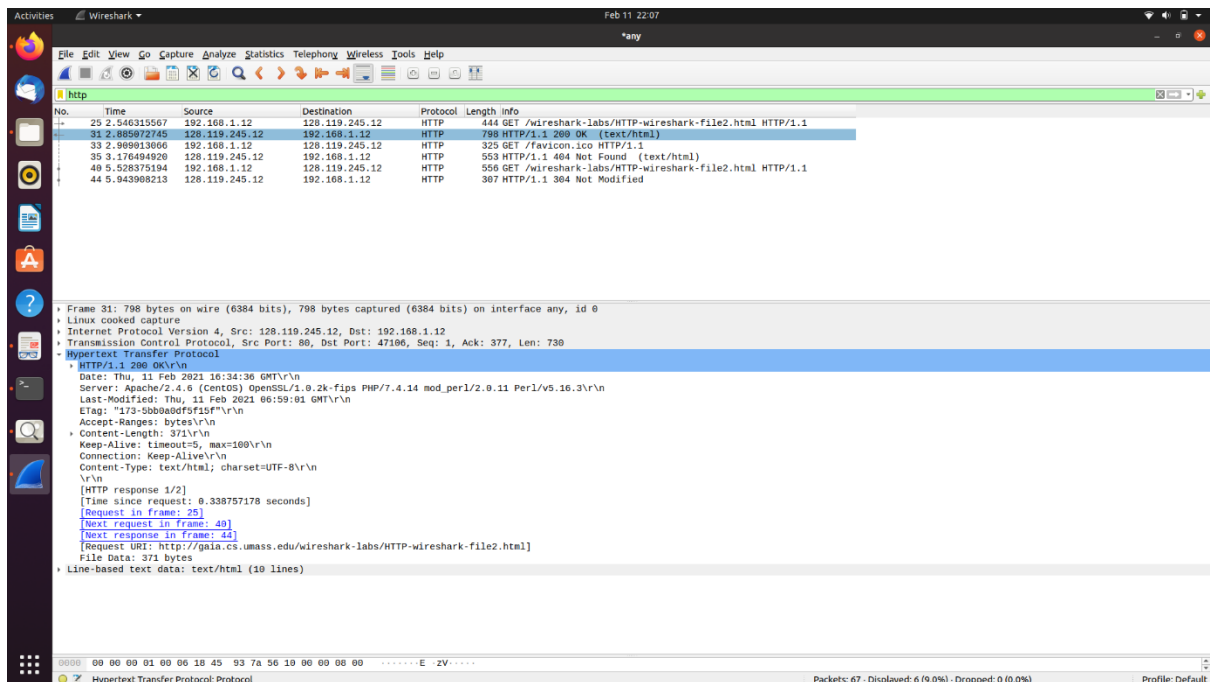 Activities Wireshark Feb 11 22:07
*any
File Edit View Go Capture Analyze Statistics Telephony Wireless Tools Help
http
No. Time Source Destination Protocol Length Info
25 2.546315567 192.168.1.12 128.119.245.12 HTTP 444 GET /wireshark-labs/HTTP-wireshark-file2.html HTTP/1.1
31 2.885072745 128.119.245.12 192.168.1.12 HTTP 798 HTTP/1.1 200 OK (text/html)
33 2.909013066 192.168.1.12 128.119.245.12 HTTP 325 GET /favicon.ico HTTP/1.1
35 3.176494920 128.119.245.12 192.168.1.12 HTTP 553 HTTP/1.1 404 Not Found (text/html)
40 5.528375194 192.168.1.12 128.119.245.12 HTTP 556 GET /wireshark-labs/HTTP-wireshark-file2.html HTTP/1.1
44 5.943908213 128.119.245.12 192.168.1.12 HTTP 307 HTTP/1.1 304 Not Modified
Frame 31: 798 bytes on wire (6384 bits), 798 bytes captured (6384 bits) on interface any, id 0
Linux cooked capture
Internet Protocol Version 4, Src: 128.119.245.12, Dst: 192.168.1.12
Transmission Control Protocol, Src Port: 80, Dst Port: 47106, Seq: 1, Ack: 377, Len: 730
Hypertext Transfer Protocol
HTTP/1.1 200 OK\r\n
Date: Thu, 11 Feb 2021 16:34:36 GMT\r\n
Server: Apache/2.4.6 (CentOS) OpenSSL/1.0.2k-fips PHP/7.4.14 mod_perl/2.0.11 Perl/v5.16.3\r\n
Last-Modified: Thu, 11 Feb 2021 06:59:01 GMT\r\n
ETag: "173-5bb0a0df5f15f"\r\n
Accept-Ranges: bytes\r\n
Content-Length: 371\r\n
Keep-Alive: timeout=5, max=100\r\n
Connection: Keep-Alive\r\n
Content-Type: text/html; charset=UTF-8\r\n
\r\n
[HTTP response 1/2]
[Time since request: 0.338757178 seconds]
[Request in frame: 25]
[Next request in frame: 40]
[Next response in frame: 44]
[Request URI: http://gaia.cs.umass.edu/wireshark-labs/HTTP-wireshark-file2.html]
File Data: 371 bytes
Line-based text data: text/html (10 lines)
0000 00 00 00 01 00 06 18 45 93 7a 56 10 00 00 08 00 ·······E ·zV·····
Hypertext Transfer Protocol: Protocol Packets: 67 · Displayed: 6 (9.0%) · Dropped: 0 (0.0%) Profile: Default